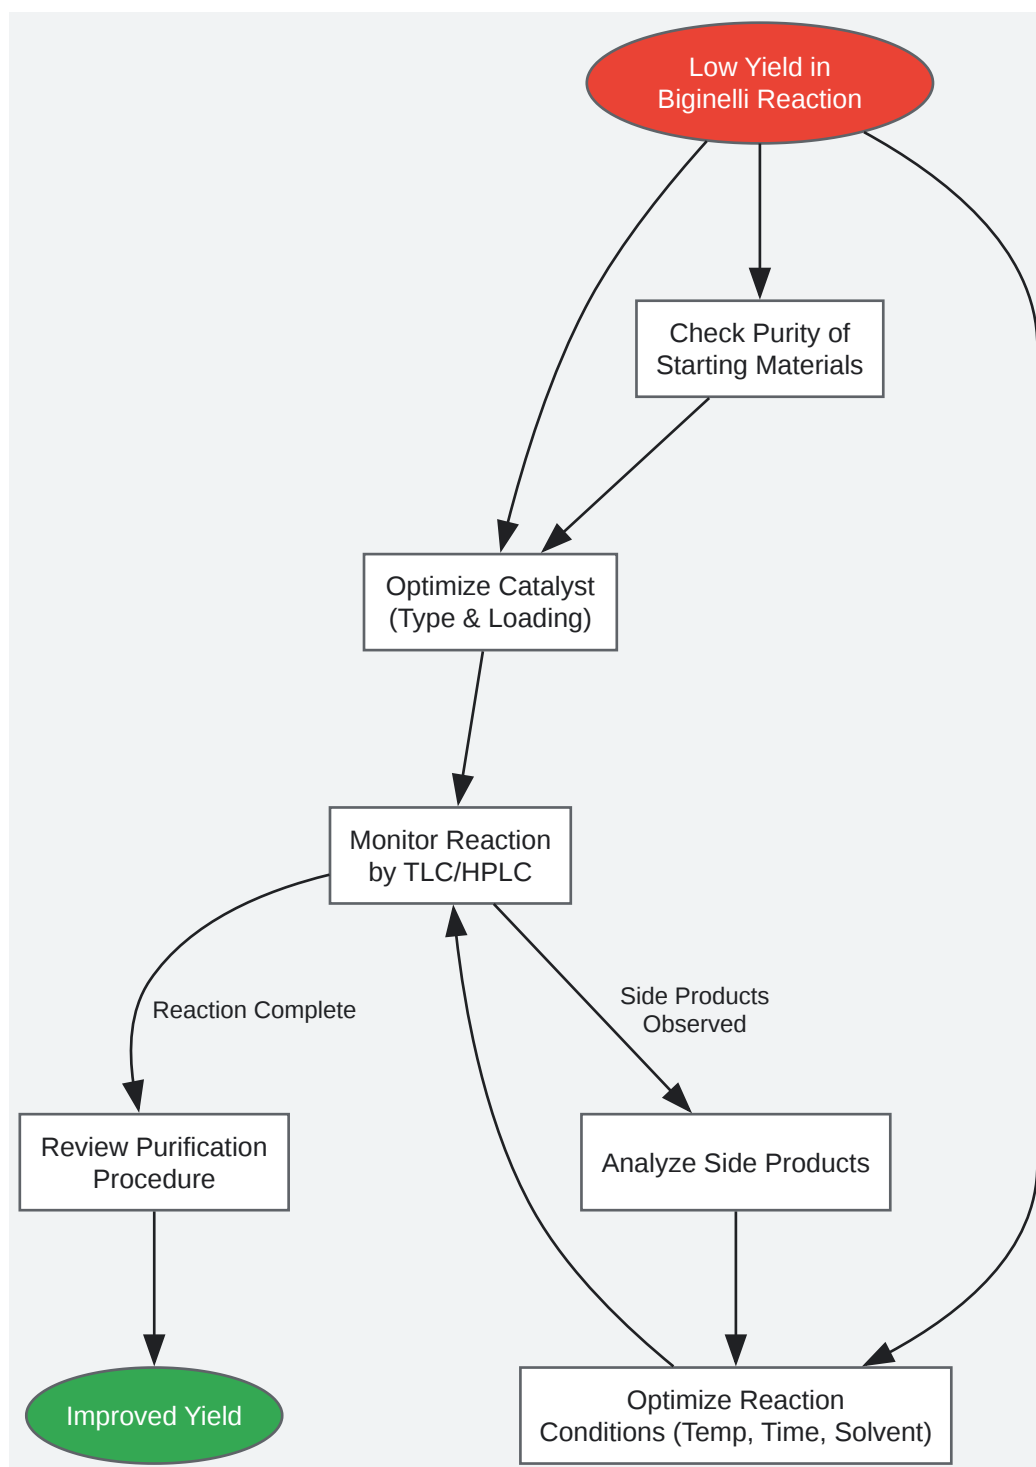 Low Yield in
Biginelli Reaction
Check Purity of
Starting Materials
Optimize Catalyst
(Type & Loading)
Monitor Reaction
by TLC/HPLC
Reaction Complete
Side Products
Observed
Review Purification
Procedure
Analyze Side Products
Improved Yield
Optimize Reaction
Conditions (Temp, Time, Solvent)